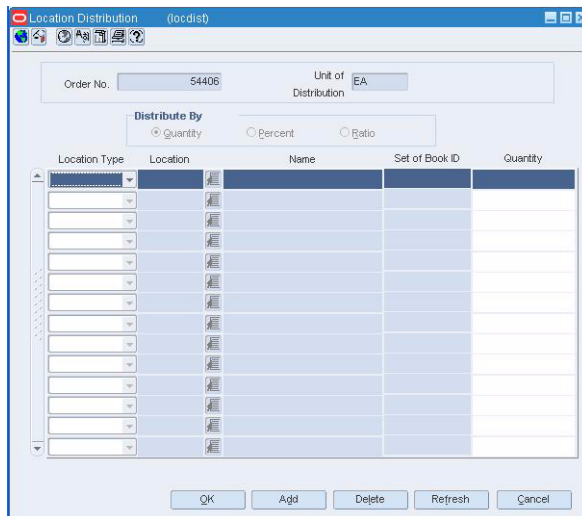 Location Distribution (locdist)
Order No. 54406 Unit of Distribution EA
Distribute By
Quantity Percent Ratio
Location Type Location Name Set of Book ID Quantity
OK Add Delete Refresh Cancel